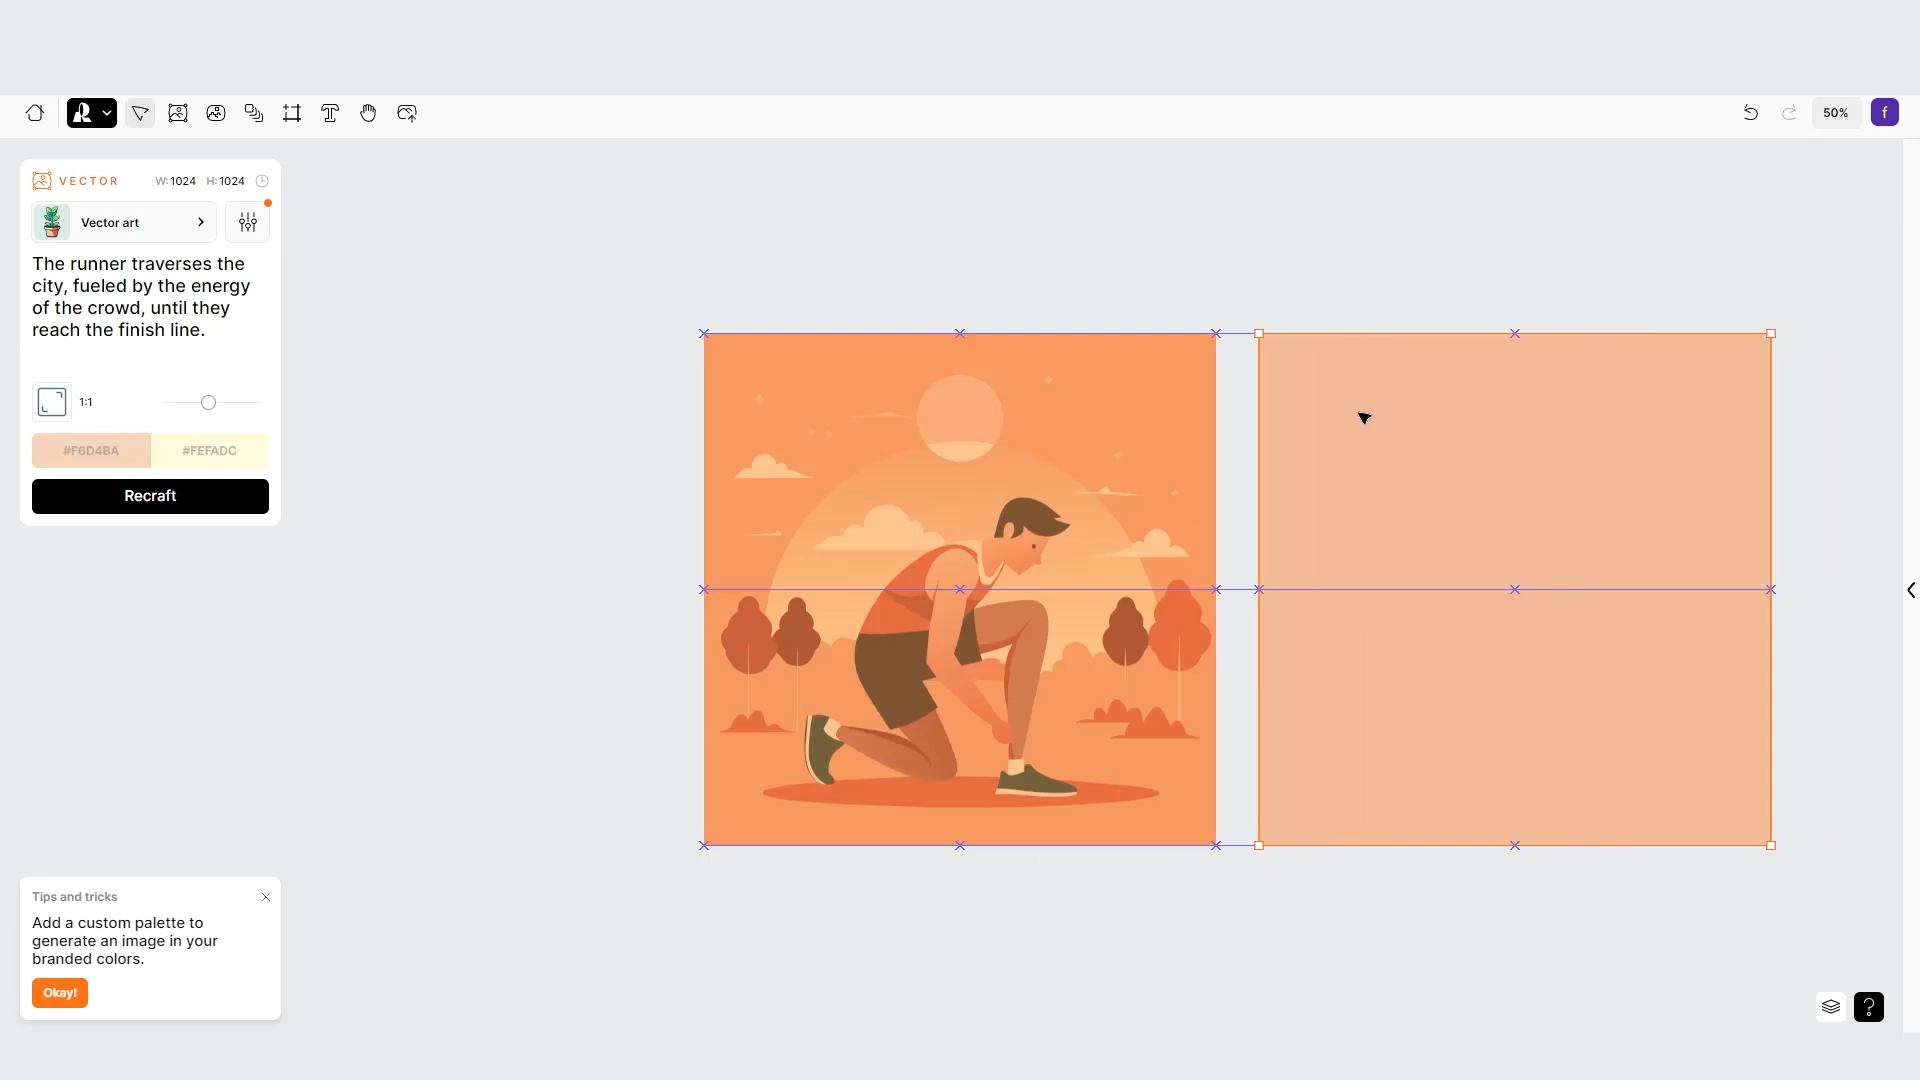 50%
f
VECTOR
W:1024 H:1024
Vector art
The runner traverses the
city, fueled by the energy
of the crowd, until they
reach the finish line.
1:1
#F6D4BA
#FEFADC
Recraft
Tips and tricks
Add a custom palette to
generate an image in your
branded colors.
Okay!